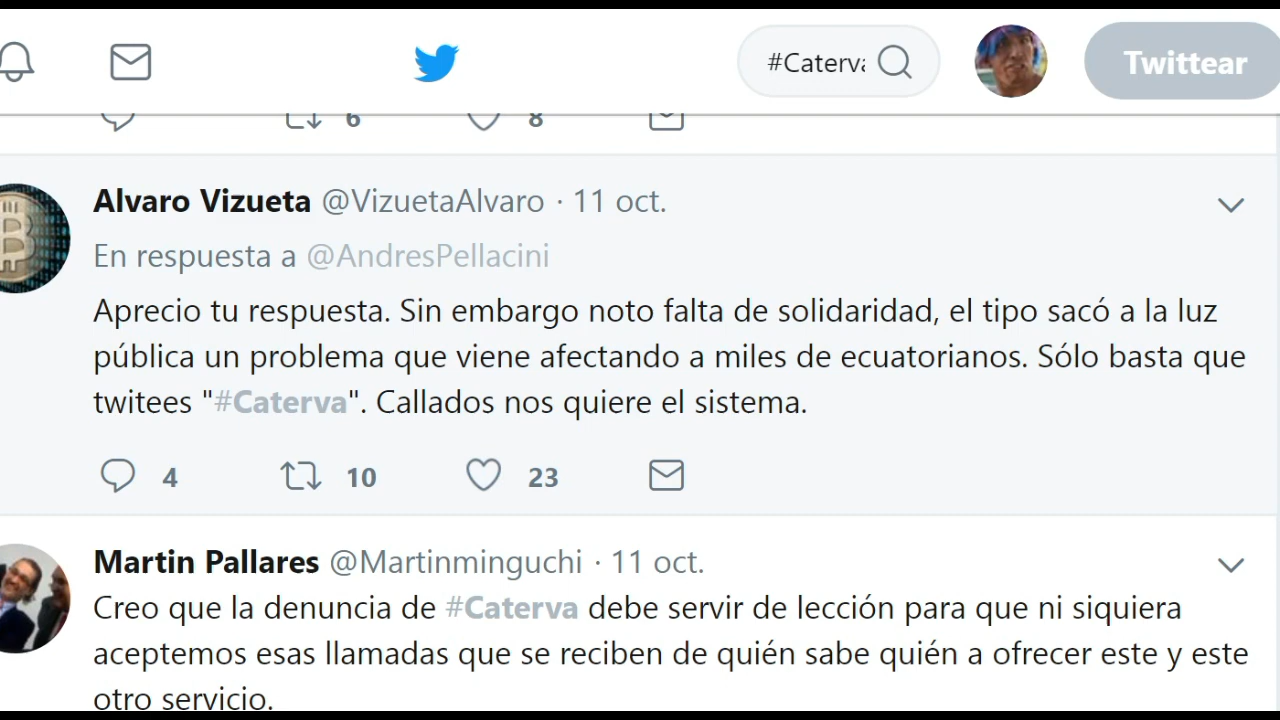 #Caterva
Twittear
6 8
Alvaro Vizueta @VizuetaAlvaro · 11 oct.
En respuesta a @AndresPellacini
Aprecio tu respuesta. Sin embargo noto falta de solidaridad, el tipo sacó a la luz
pública un problema que viene afectando a miles de ecuatorianos. Sólo basta que
twitees "#Caterva". Callados nos quiere el sistema.
4 10 23
Martin Pallares @Martinminguchi · 11 oct.
Creo que la denuncia de #Caterva debe servir de lección para que ni siquiera
aceptemos esas llamadas que se reciben de quién sabe quién a ofrecer este y este
otro servicio.